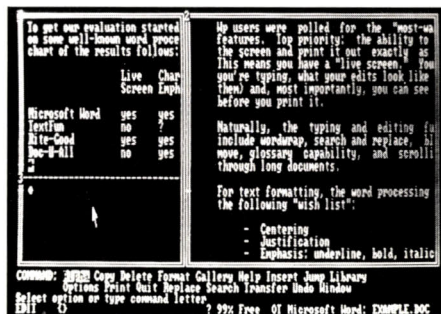 To get our evaluation started
on some well-known word proce
chart of the results follows:
Live Char
Screen Emph
Microsoft Word yes yes
TextFun no ?
Rite-Good yes yes
Doc-N-All no yes
2
Wp users were polled for the "most-wa
features. Top priority: the ability to
the screen and print it out exactly as
This means you have a "live screen." You
you're typing, what your edits look like
them) and, most importantly, you can see
before you print it.
Naturally, the typing and editing fu
include wordwrap, search and replace, bl
move, glossary capability, and scrolli
through long documents.
For text formatting, the word processing
the following "wish list":
- Centering
- Justification
- Emphasis: underline, bold, italic
3
COMMAND: Copy Delete Format Gallery Help Insert Jump Library
Options Print Quit Replace Search Transfer Undo Window
Select option or type command letter
EDIT {} ? 99% Free Microsoft Word: EXAMPLE.DOC